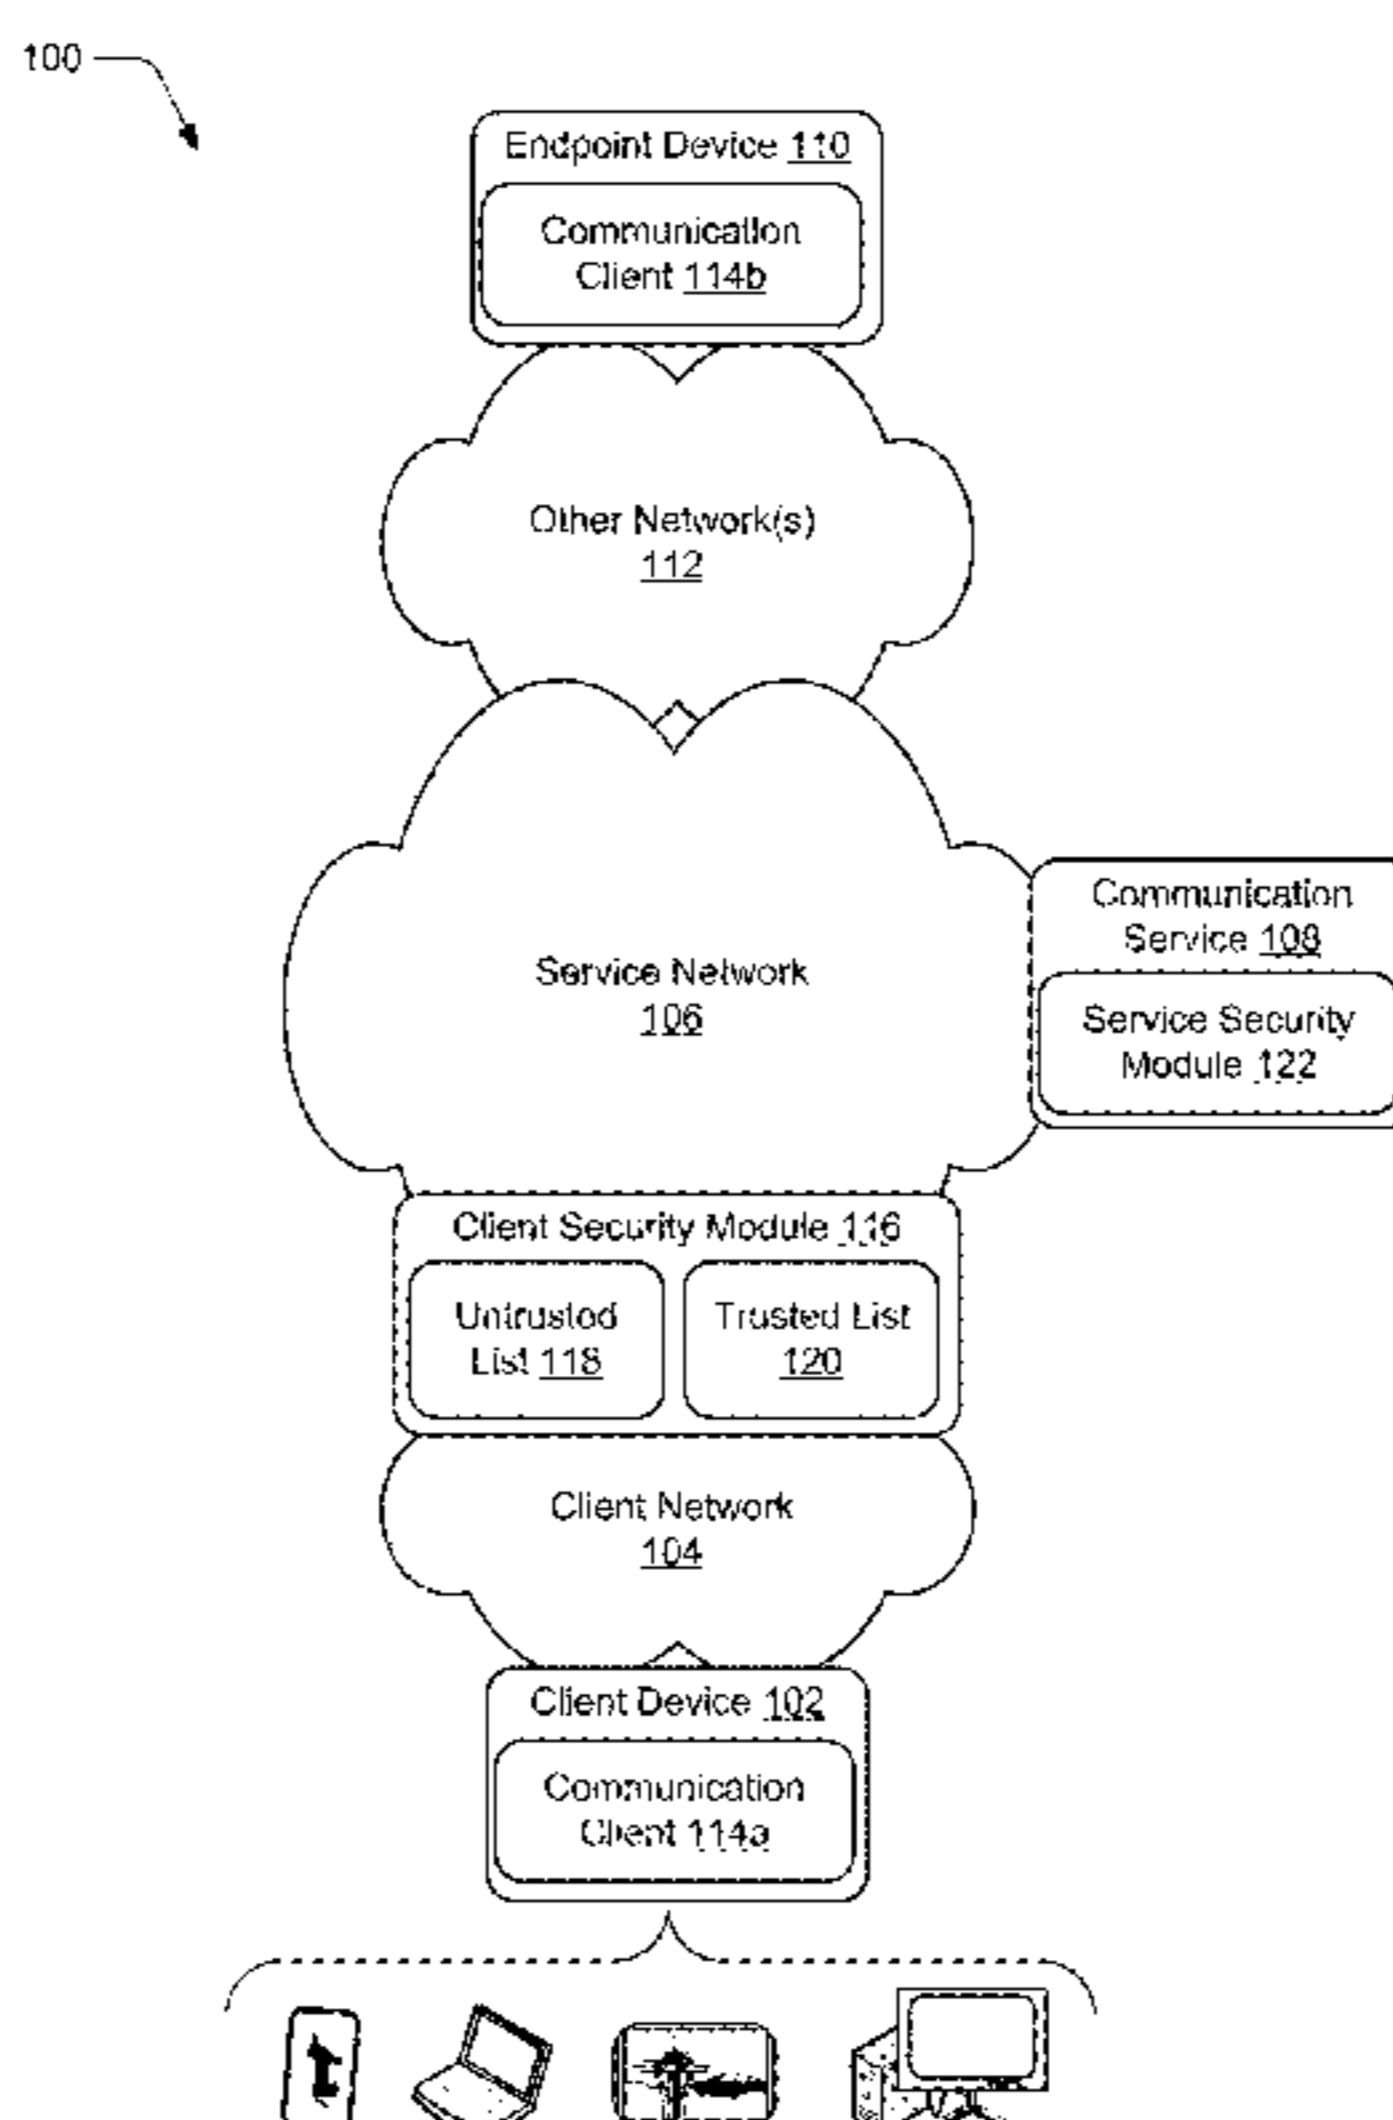 100
Endpoint Device 110
Communication
Client 114b
Other Network(s)
112
Service Network
106
Communication
Service 108
Service Security
Module 122
Client Security Module 116
Untrusted
List 118
Trusted List
120
Client Network
104
Client Device 102
Communication
Client 114a